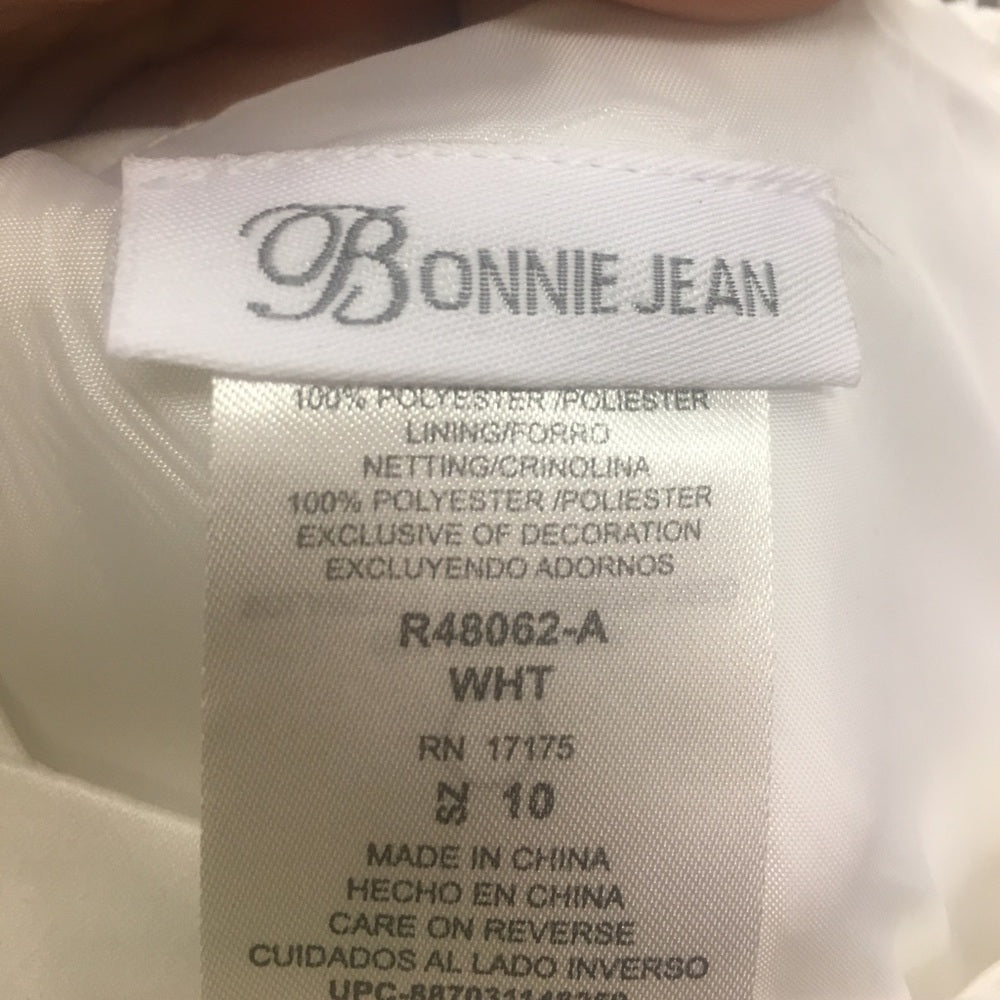 BONNIE JEAN
100% POLYESTER /POLIESTER
LINING/FORRO
NETTING/CRINOLINA
100% POLYESTER /POLIESTER
EXCLUSIVE OF DECORATION
EXCLUYENDO ADORNOS
R48062-A
WHT
RN 17175
SZ 10
MADE IN CHINA
HECHO EN CHINA
CARE ON REVERSE
CUIDADOS AL LADO INVERSO